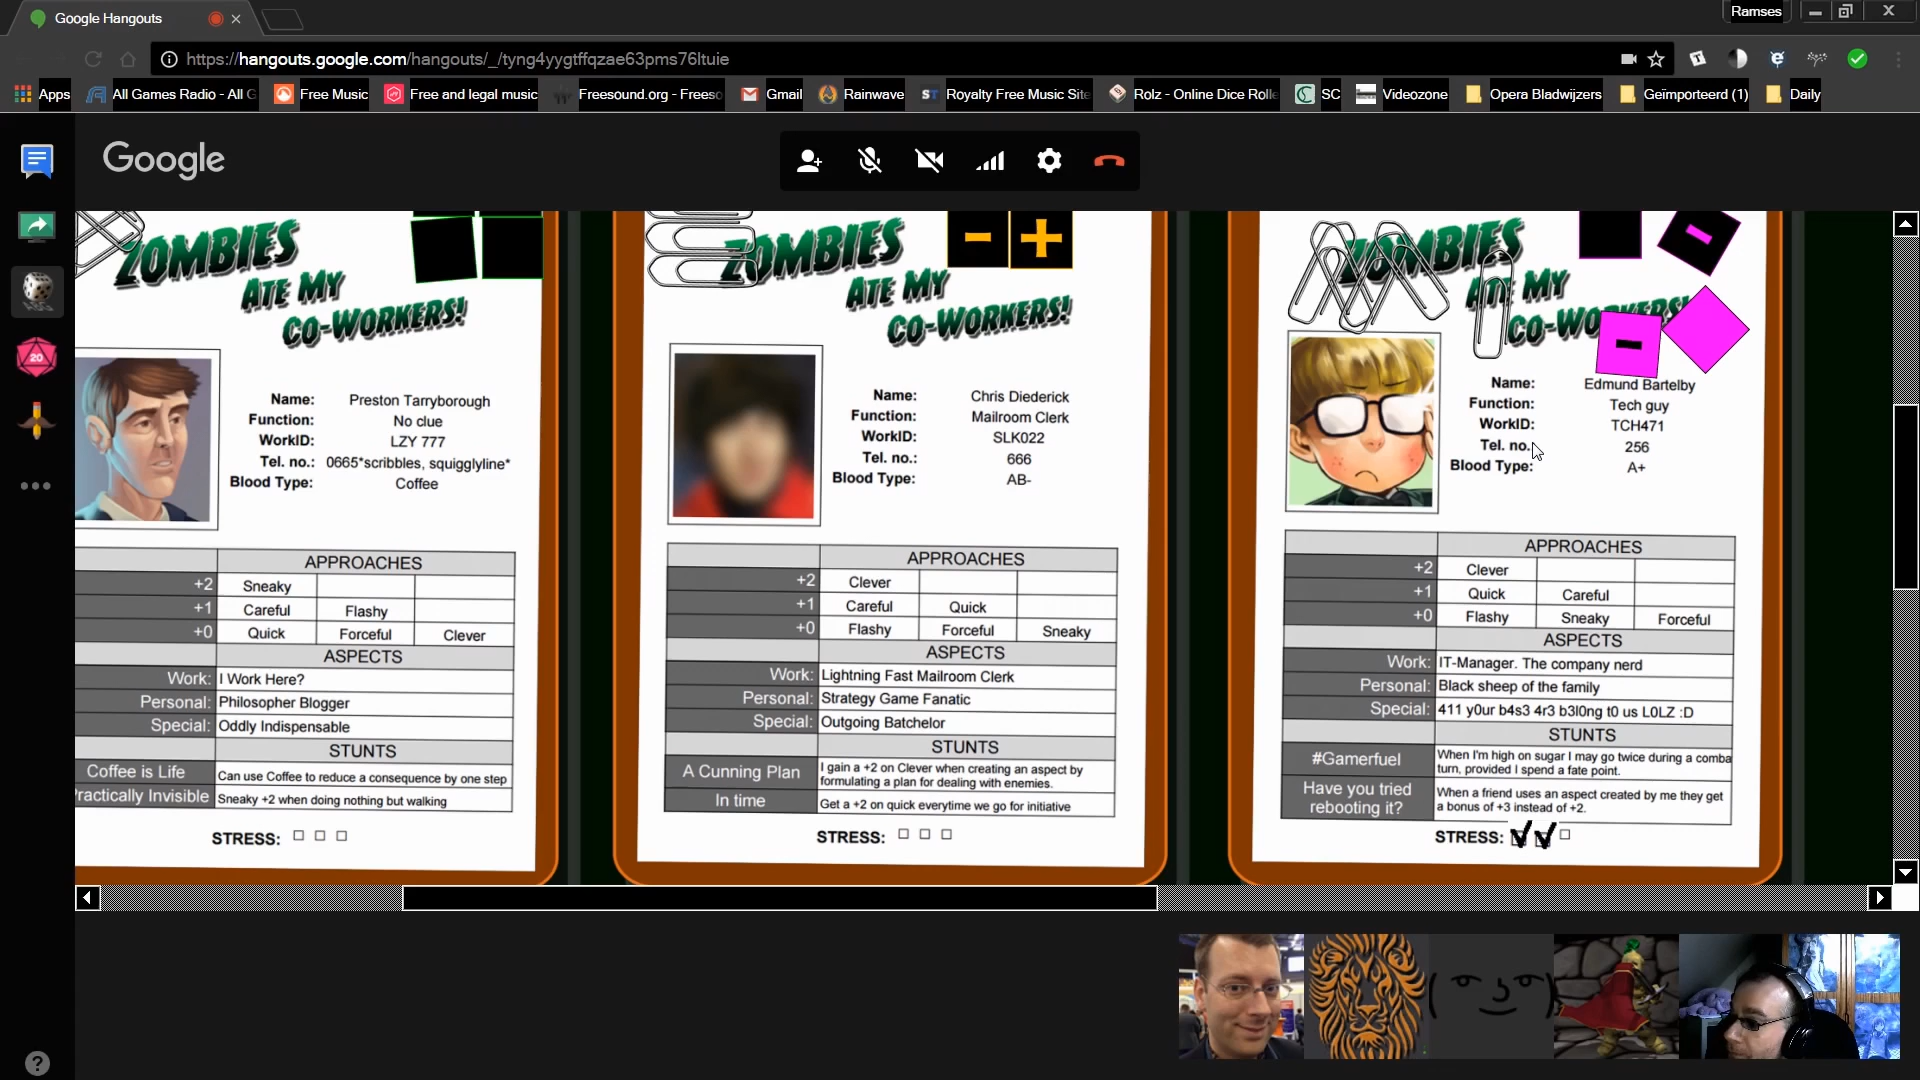 Google Hangouts
Ramses
https://hangouts.google.com/hangouts/_/tyng4yygtffqzae63pms76ltuie
Apps All Games Radio - All G Free Music Free and legal music Freesound.org - Freeso Gmail Rainwave Royalty Free Music Site Rolz - Online Dice Rolle SC Videozone Opera Bladwijzers Geïmporteerd (1) Daily
Google
20
ZOMBIES
ATE MY
CO-WORKERS!
Name: Preston Tarryborough
Function: No clue
WorkID: LZY 777
Tel. no.: 0665*scribbles, squigglyline*
Blood Type: Coffee
APPROACHES
+2 Sneaky
+1 Careful Flashy
+0 Quick Forceful Clever
ASPECTS
Work: I Work Here?
Personal: Philosopher Blogger
Special: Oddly Indispensable
STUNTS
Coffee is Life Can use Coffee to reduce a consequence by one step
Practically Invisible Sneaky +2 when doing nothing but walking
STRESS:
- +
ZOMBIES
ATE MY
CO-WORKERS!
Name: Chris Diederick
Function: Mailroom Clerk
WorkID: SLK022
Tel. no.: 666
Blood Type: AB-
APPROACHES
+2 Clever
+1 Careful Quick
+0 Flashy Forceful Sneaky
ASPECTS
Work: Lightning Fast Mailroom Clerk
Personal: Strategy Game Fanatic
Special: Outgoing Batchelor
STUNTS
A Cunning Plan I gain a +2 on Clever when creating an aspect by
formulating a plan for dealing with enemies.
In time Get a +2 on quick everytime we go for initiative
STRESS:
-
-
ZOMBIES
ATE MY
CO-WORKERS!
Name: Edmund Bartelby
Function: Tech guy
WorkID: TCH471
Tel. no.: 256
Blood Type: A+
APPROACHES
+2 Clever
+1 Quick Careful
+0 Flashy Sneaky Forceful
ASPECTS
Work: IT-Manager. The company nerd
Personal: Black sheep of the family
Special: 411 y0ur b4s3 4r3 b3l0ng t0 us L0LZ :D
STUNTS
#Gamerfuel When I'm high on sugar I may go twice during a comba
turn, provided I spend a fate point.
Have you tried
rebooting it? When a friend uses an aspect created by me they get
a bonus of +3 instead of +2.
STRESS: